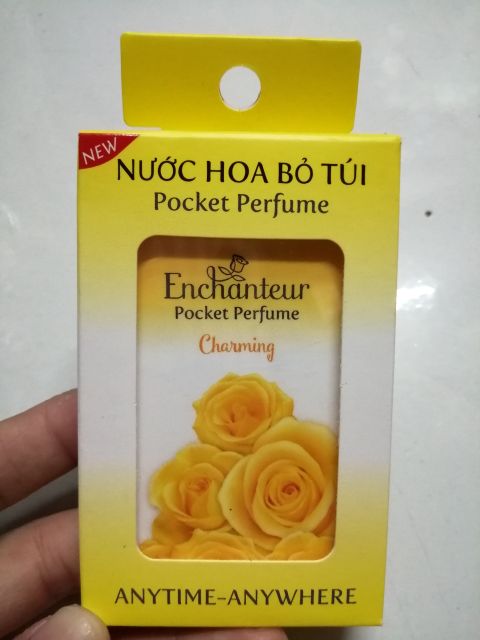 NEW
NƯỚC HOA BỎ TÚI
Pocket Perfume
Enchanteur
Pocket Perfume
Charming
ANYTIME-ANYWHERE